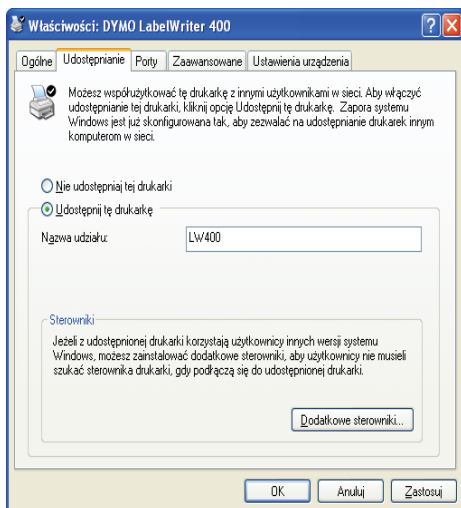 Właściwości: DYMO LabelWriter 400
Ogólne Udostępnianie Porty Zaawansowane Ustawienia urządzenia
Możesz współużytkować tę drukarkę z innymi użytkownikami w sieci. Aby włączyć
udostępnianie tej drukarki, kliknij opcję Udostępnij tę drukarkę. Zapora systemu
Windows jest już skonfigurowana tak, aby zezwalać na udostępnianie drukarek innym
komputerom w sieci.
Nie udostępniaj tej drukarki
Udostępnij tę drukarkę
Nazwa udziału: LW400
Sterowniki
Jeżeli z udostępnionej drukarki korzystają użytkownicy innych wersji systemu
Windows, możesz zainstalować dodatkowe sterowniki, aby użytkownicy nie musieli
szukać sterownika drukarki, gdy podłączą się do udostępnionej drukarki.
Dodatkowe sterowniki...
OK Anuluj Zastosuj